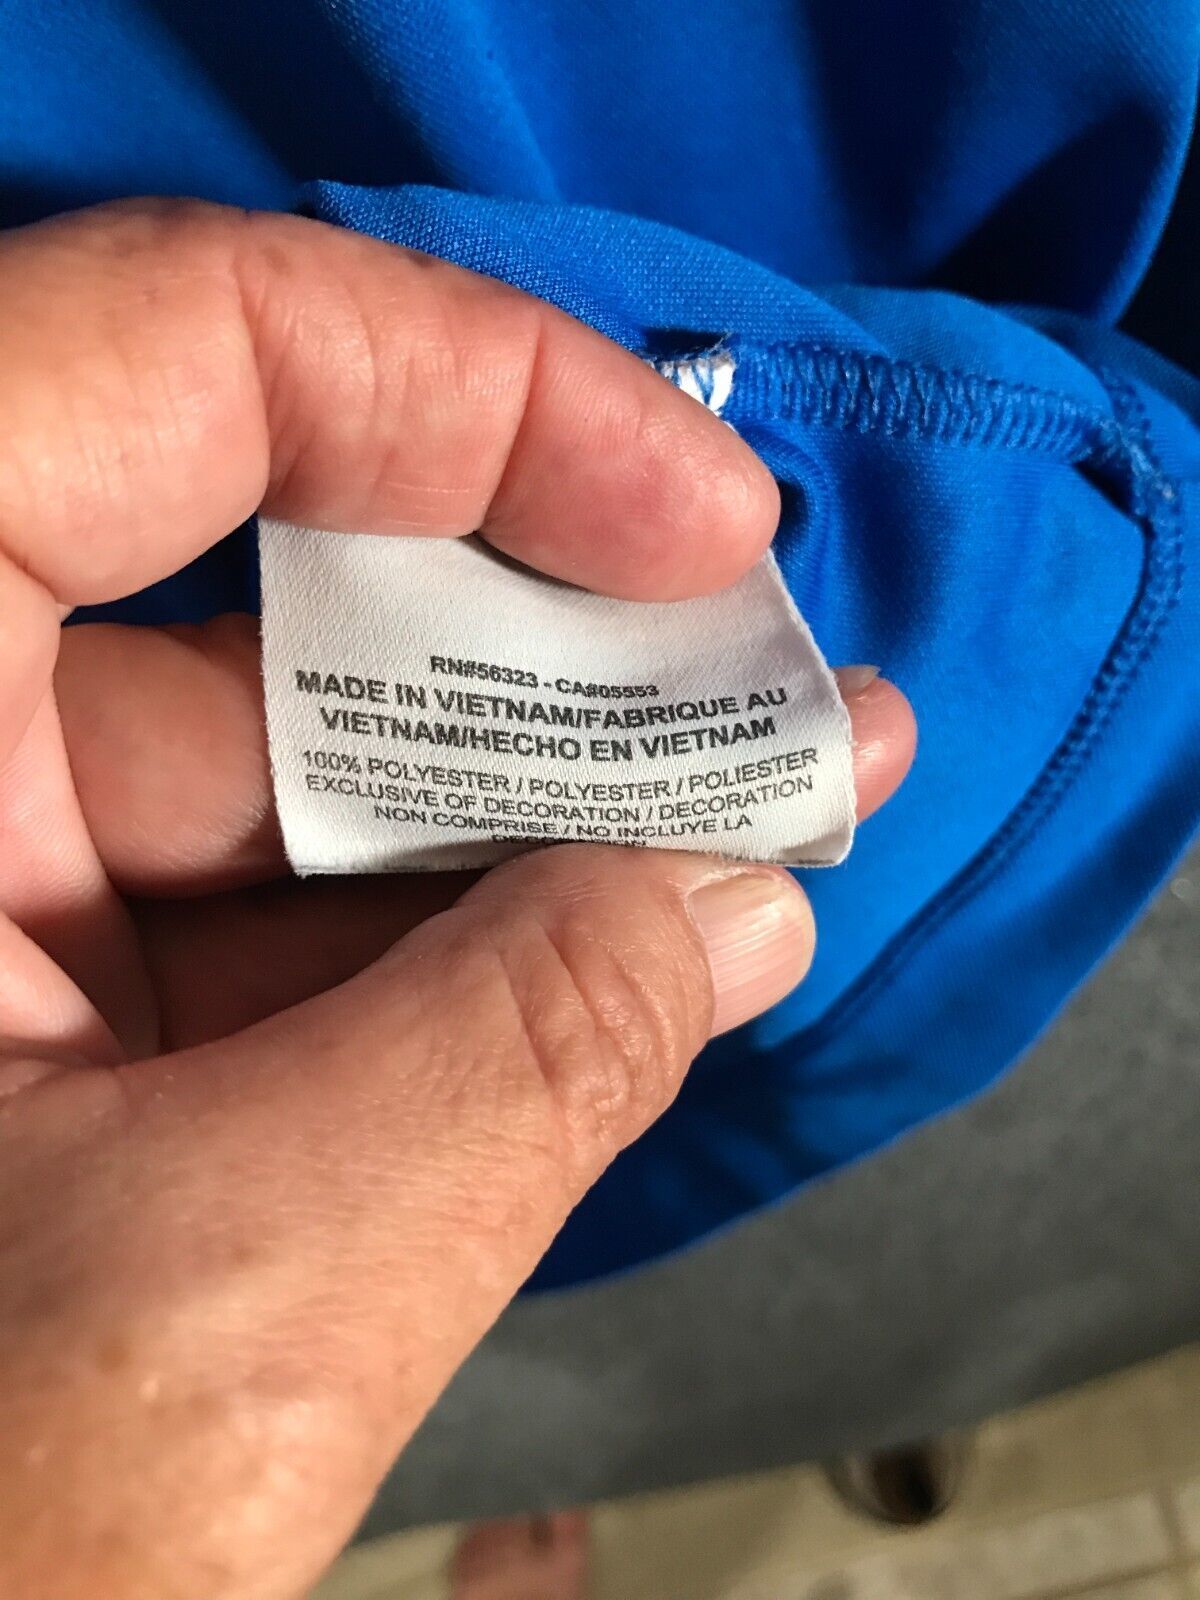 RN#56323 - CA#05553
MADE IN VIETNAM/FABRIQUE AU
VIETNAM/HECHO EN VIETNAM
100% POLYESTER / POLYESTER / POLIESTER
EXCLUSIVE OF DECORATION / DECORATION
NON COMPRISE / NO INCLUYE LA